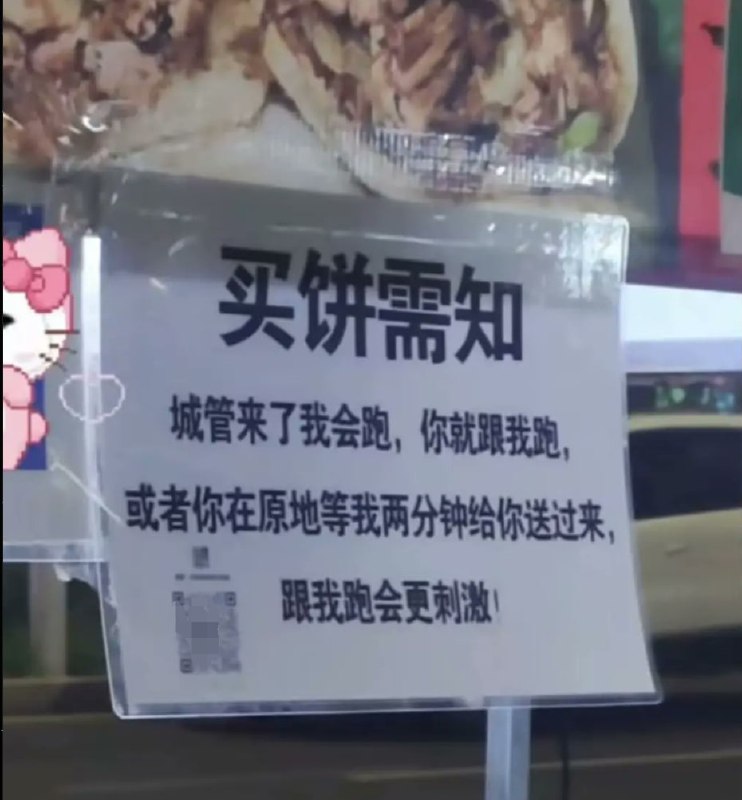 买饼需知
城管来了我会跑，你就跟我跑，
或者你在原地等我两分钟给你送过来，
跟我跑会更刺激！